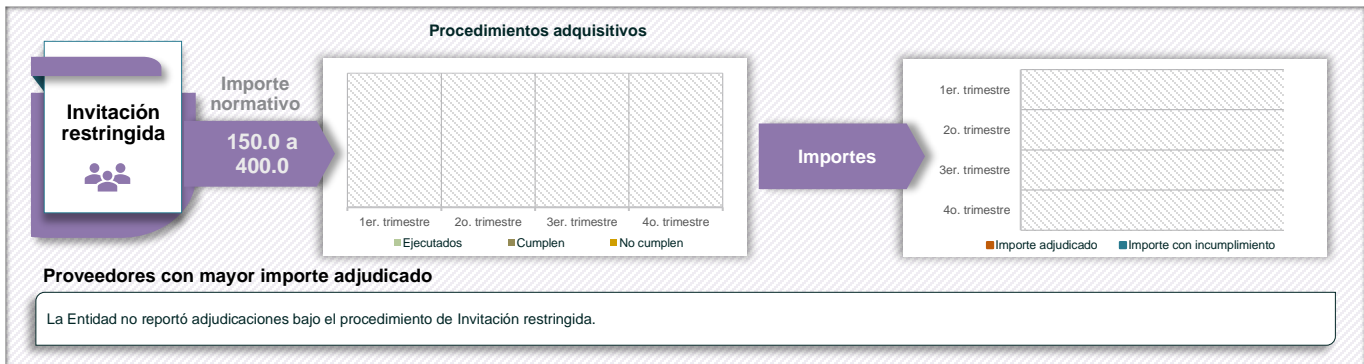 Procedimientos adquisitivos
Invitación
restringida
Importe
normativo
150.0 a
400.0
1er. trimestre
2o. trimestre
3er. trimestre
4o. trimestre
Ejecutados
Cumplen
No cumplen
Importes
1er. trimestre
2o. trimestre
3er. trimestre
4o. trimestre
Importe adjudicado
Importe con incumplimiento
Proveedores con mayor importe adjudicado
La Entidad no reportó adjudicaciones bajo el procedimiento de Invitación restringida.